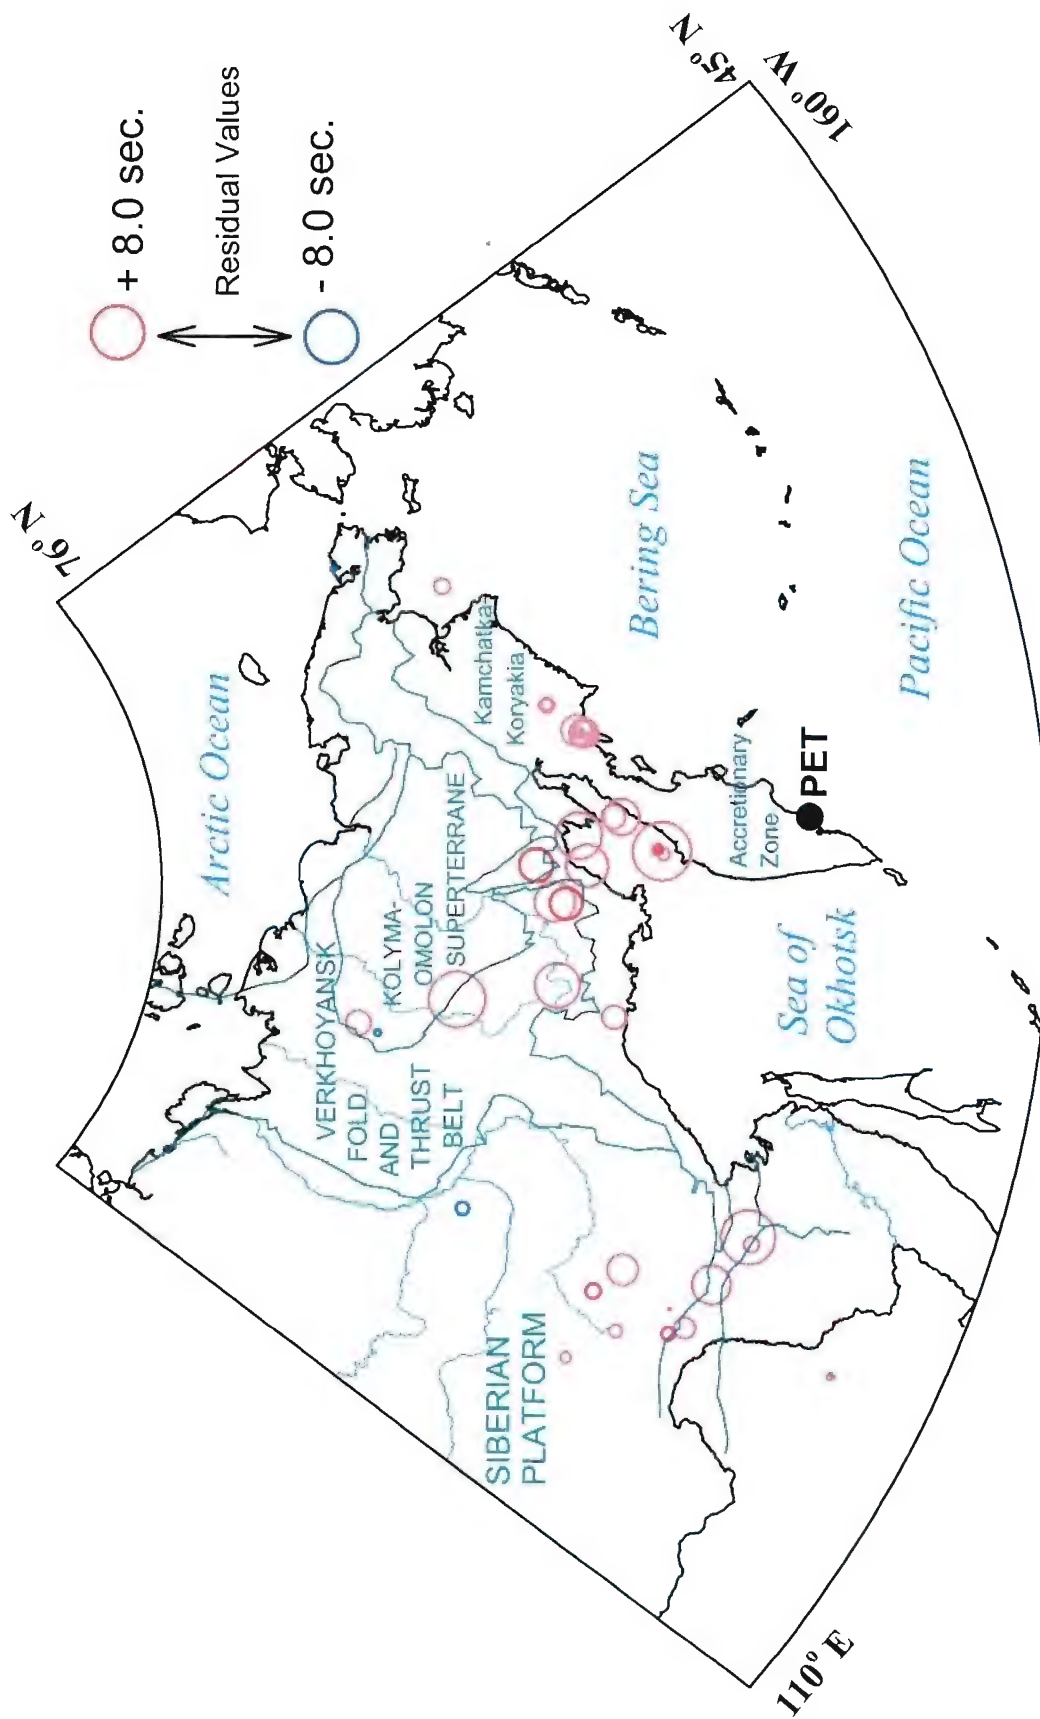 76° N
45° N
160° W
110° E
+ 8.0 sec.
Residual Values
- 8.0 sec.
Arctic Ocean
Bering Sea
Pacific Ocean
Sea of
Okhotsk
VERKHOYANSK
FOLD
AND
THRUST
BELT
KOLYMA-
OMOLON
SUPERTERRANE
Kamchatka-
Koryakia
Accretionary
Zone
PET
SIBERIAN
PLATFORM